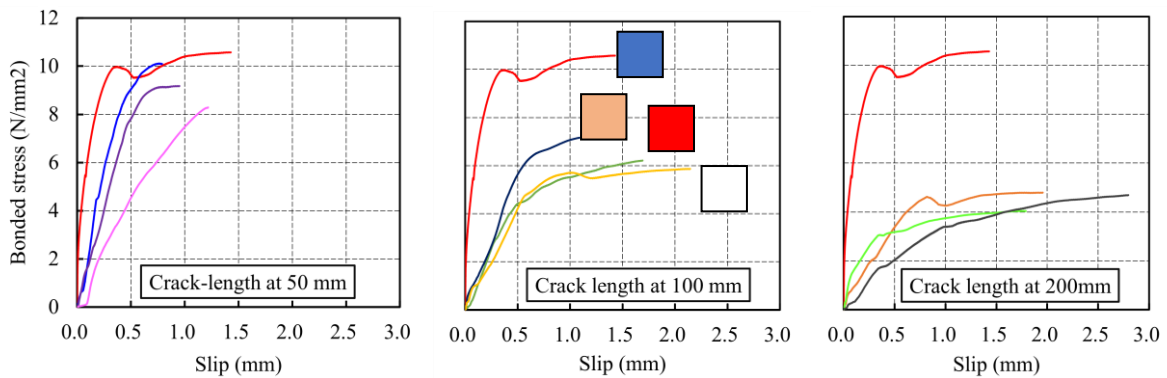 Bonded stress (N/mm2)
12
10
8
6
4
2
0
Crack-length at 50 mm
0.0 0.5 1.0 1.5 2.0 2.5 3.0
Slip (mm)
Crack length at 100 mm
0.0 0.5 1.0 1.5 2.0 2.5 3.0
Slip (mm)
Crack length at 200mm
0.0 0.5 1.0 1.5 2.0 2.5 3.0
Slip (mm)